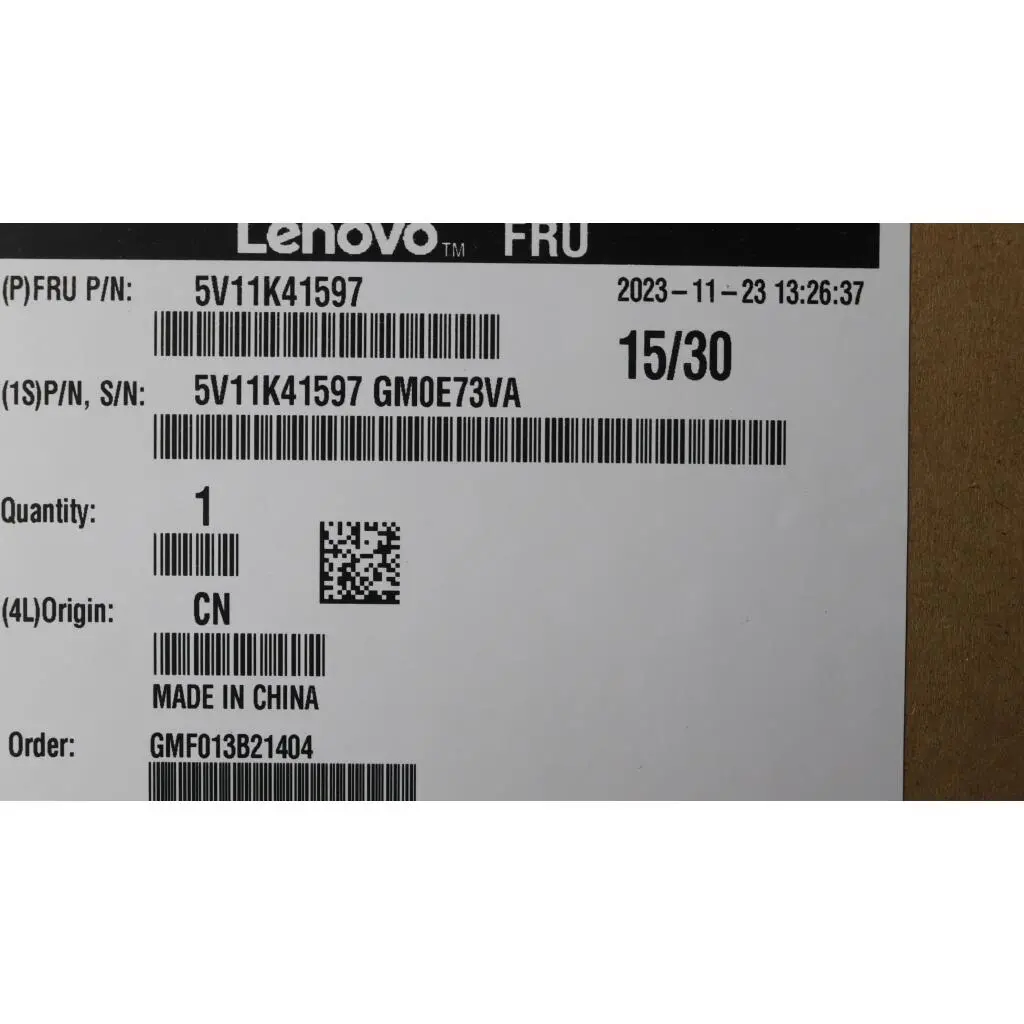 Lenovo™ FRU
(P)FRU P/N: 5V11K41597 2023-11-23 13:26:37
15/30
(1S)P/N, S/N: 5V11K41597 GM0E73VA
Quantity: 1
(4L)Origin: CN
MADE IN CHINA
Order: GMF013B21404